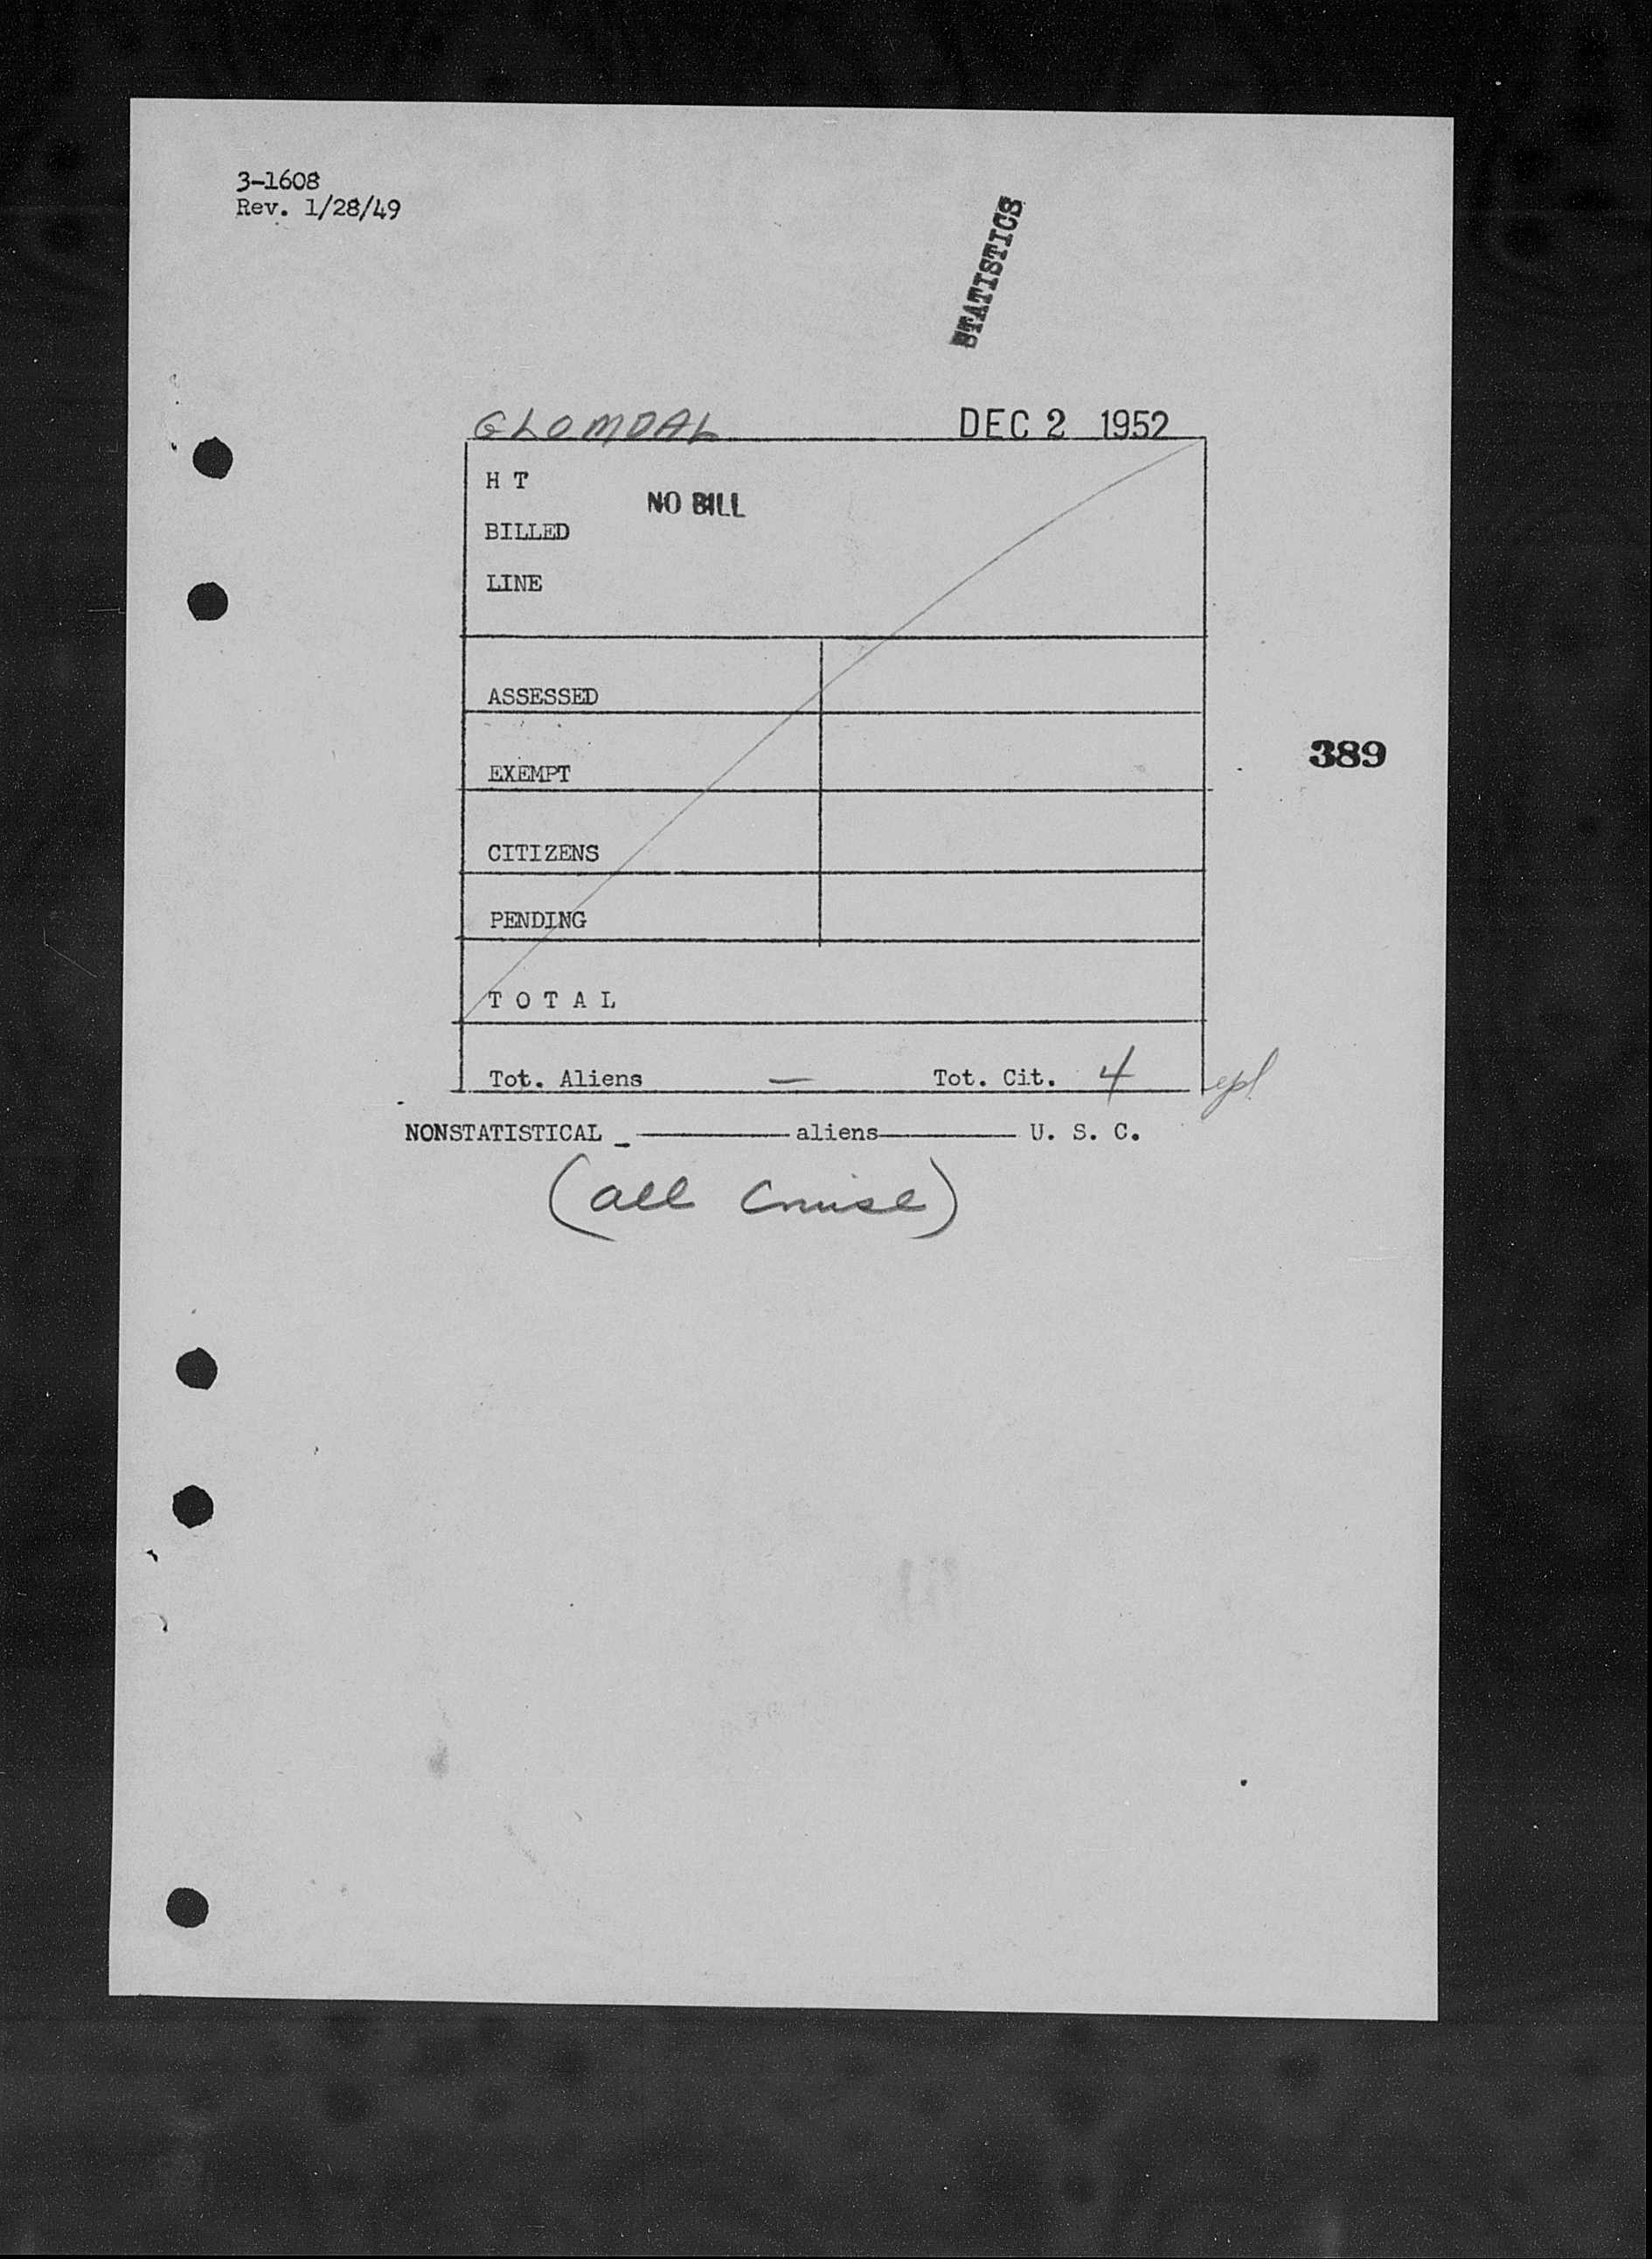 3-1608
Rev. 1/28/49
STATISTICS
GLOMDAL DEC 2 1952
H T
NO BILL
BILLED
LINE
ASSESSED
389
EXEMPT
CITIZENS
PENDING
T O T A L
Tot. Aliens — Tot. Cit. 4
NONSTATISTICAL _ ———— aliens ———— U. S. C.
(all Cruise)